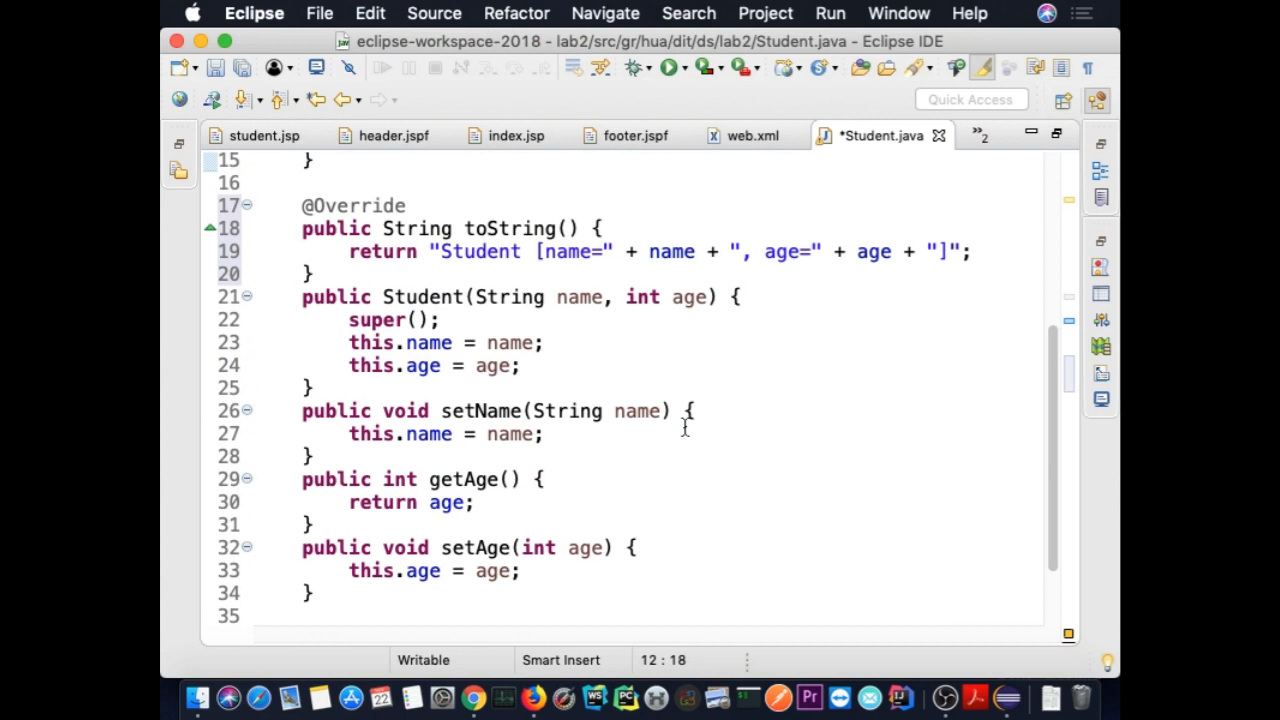 Eclipse File Edit Source Refactor Navigate Search Project Run Window Help
eclipse-workspace-2018 - lab2/src/gr/hua/dit/ds/lab2/Student.java - Eclipse IDE
Quick Access
student.jsp header.jspf index.jsp footer.jspf web.xml *Student.java »2
15 }
16
17 @Override
18 public String toString() {
19 return "Student [name=" + name + ", age=" + age + "]";
20 }
21 public Student(String name, int age) {
22 super();
23 this.name = name;
24 this.age = age;
25 }
26 public void setName(String name) {
27 this.name = name;
28 }
29 public int getAge() {
30 return age;
31 }
32 public void setAge(int age) {
33 this.age = age;
34 }
35
Writable Smart Insert 12 : 18
22 WS PC Pr